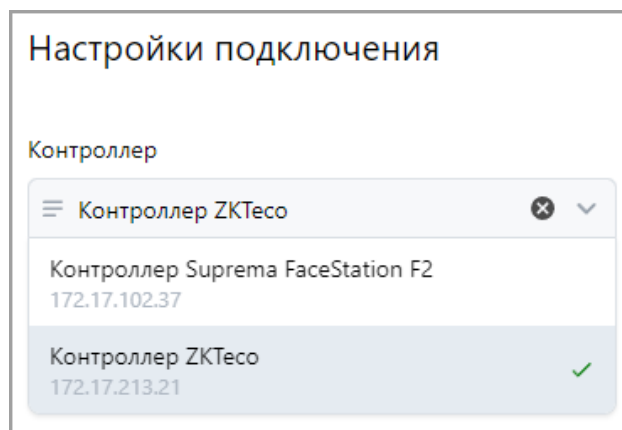 Настройки подключения
Контроллер
Контроллер ZKTeco
Контроллер Suprema FaceStation F2
172.17.102.37
Контроллер ZKTeco
172.17.213.21